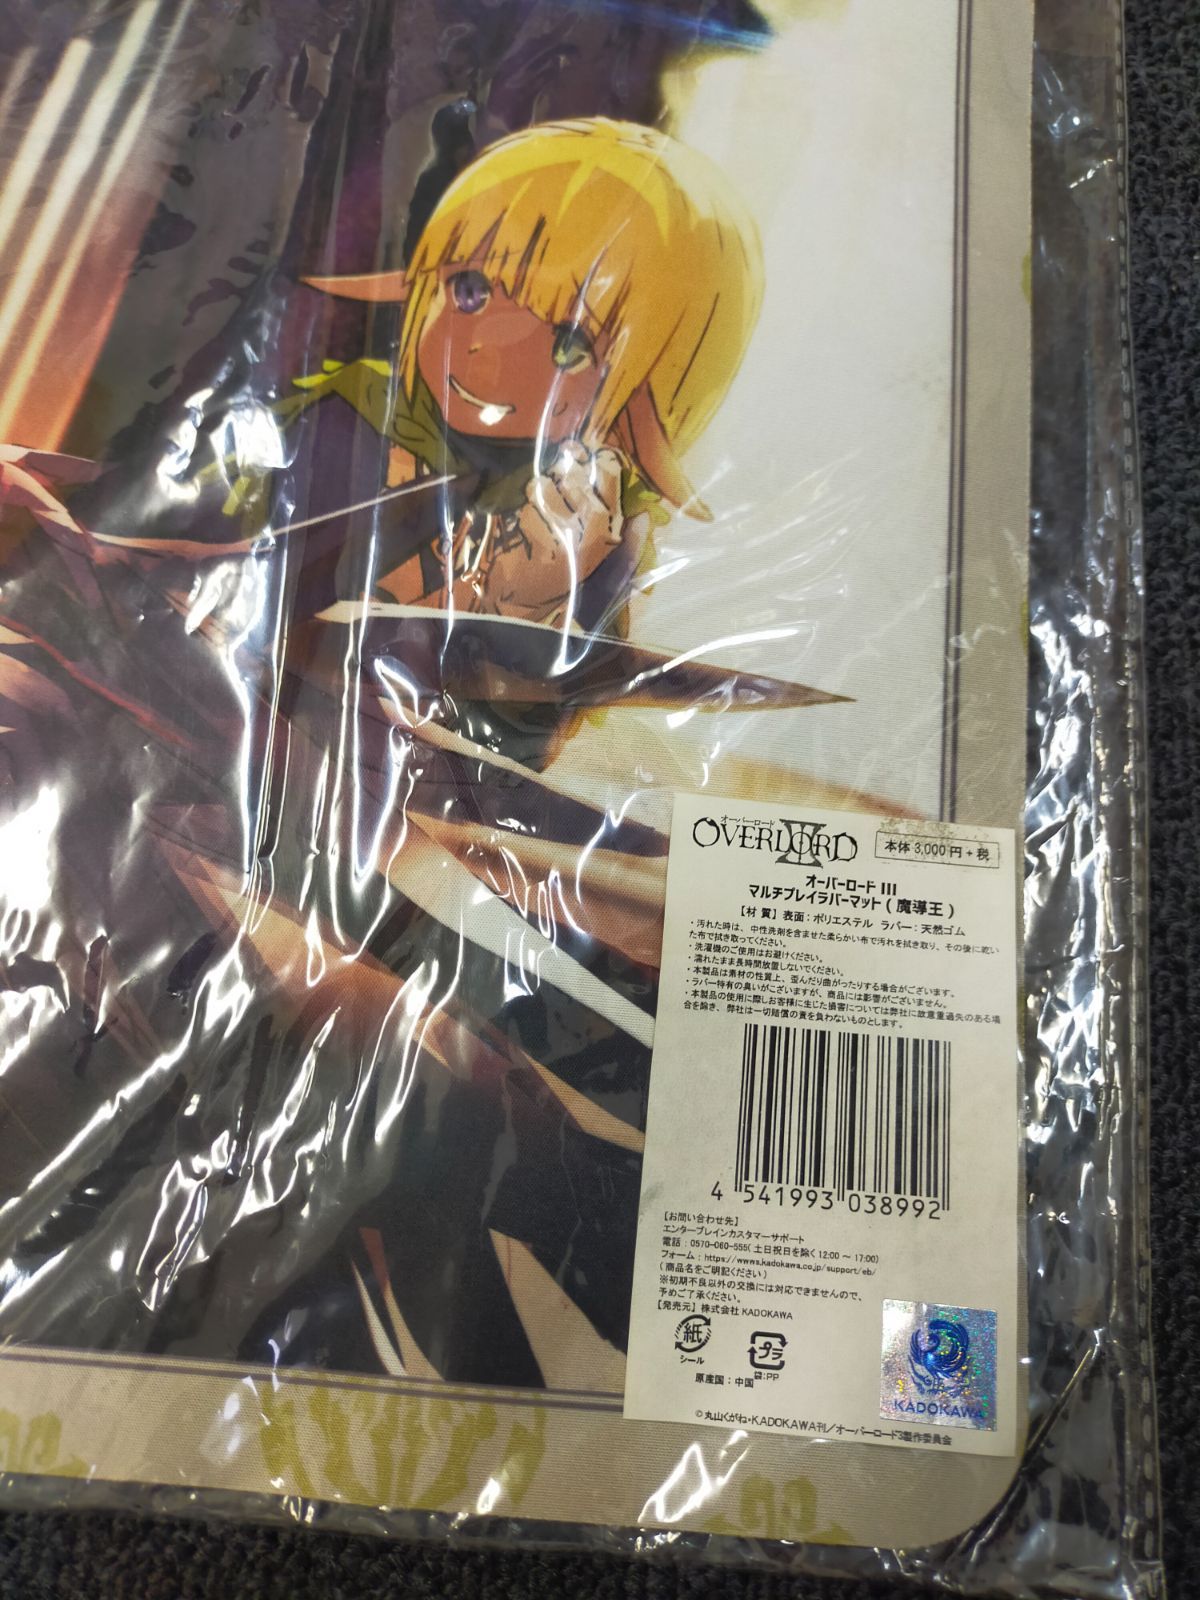 オーバーロード
OVERLORD III
本体 3,000円+税
オーバーロード III
マルチプレイラバーマット(魔導王)
【材 質】表面:ポリエステル ラバー:天然ゴム
・汚れた時は、中性洗剤を含ませた柔らかい布で汚れを拭き取り、その後に乾い
た布で拭き取ってください。
・洗濯機のご使用はお避けください。
・濡れたまま長時間放置しないでください。
・本製品は素材の性質上、歪んだり曲がったりする場合がございます。
・ラバー特有の臭いがございますが、商品には影響がございません。
・本製品の使用に際しお客様に生じた損害については弊社に故意重過失のある場
合を除き、弊社は一切賠償の責を負わないものとします。
4 541993 038992
【お問い合わせ先】
エンターブレインカスタマーサポート
電話:0570-060-555(土日祝日を除く12:00～17:00)
フォーム:https://wwws.kadokawa.co.jp/support/eb/
(商品名をご明記ください)
※初期不良以外の交換には対応できませんので、
予めご了承ください。
【発売元】株式会社KADOKAWA
紙
シール
プラ
袋:PP
原産国:中国
KADOKAWA
©丸山くがね・KADOKAWA刊／オーバーロード3製作委員会